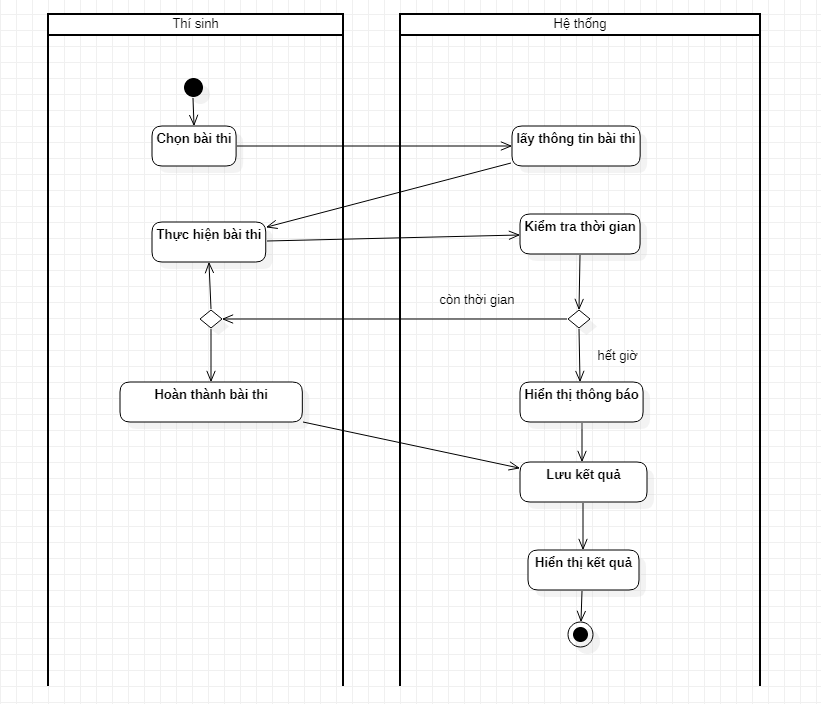 Thí sinh
Hệ thống
Chọn bài thi
lấy thông tin bài thi
Thực hiện bài thi
Kiểm tra thời gian
còn thời gian
hết giờ
Hoàn thành bài thi
Hiển thị thông báo
Lưu kết quả
Hiển thị kết quả